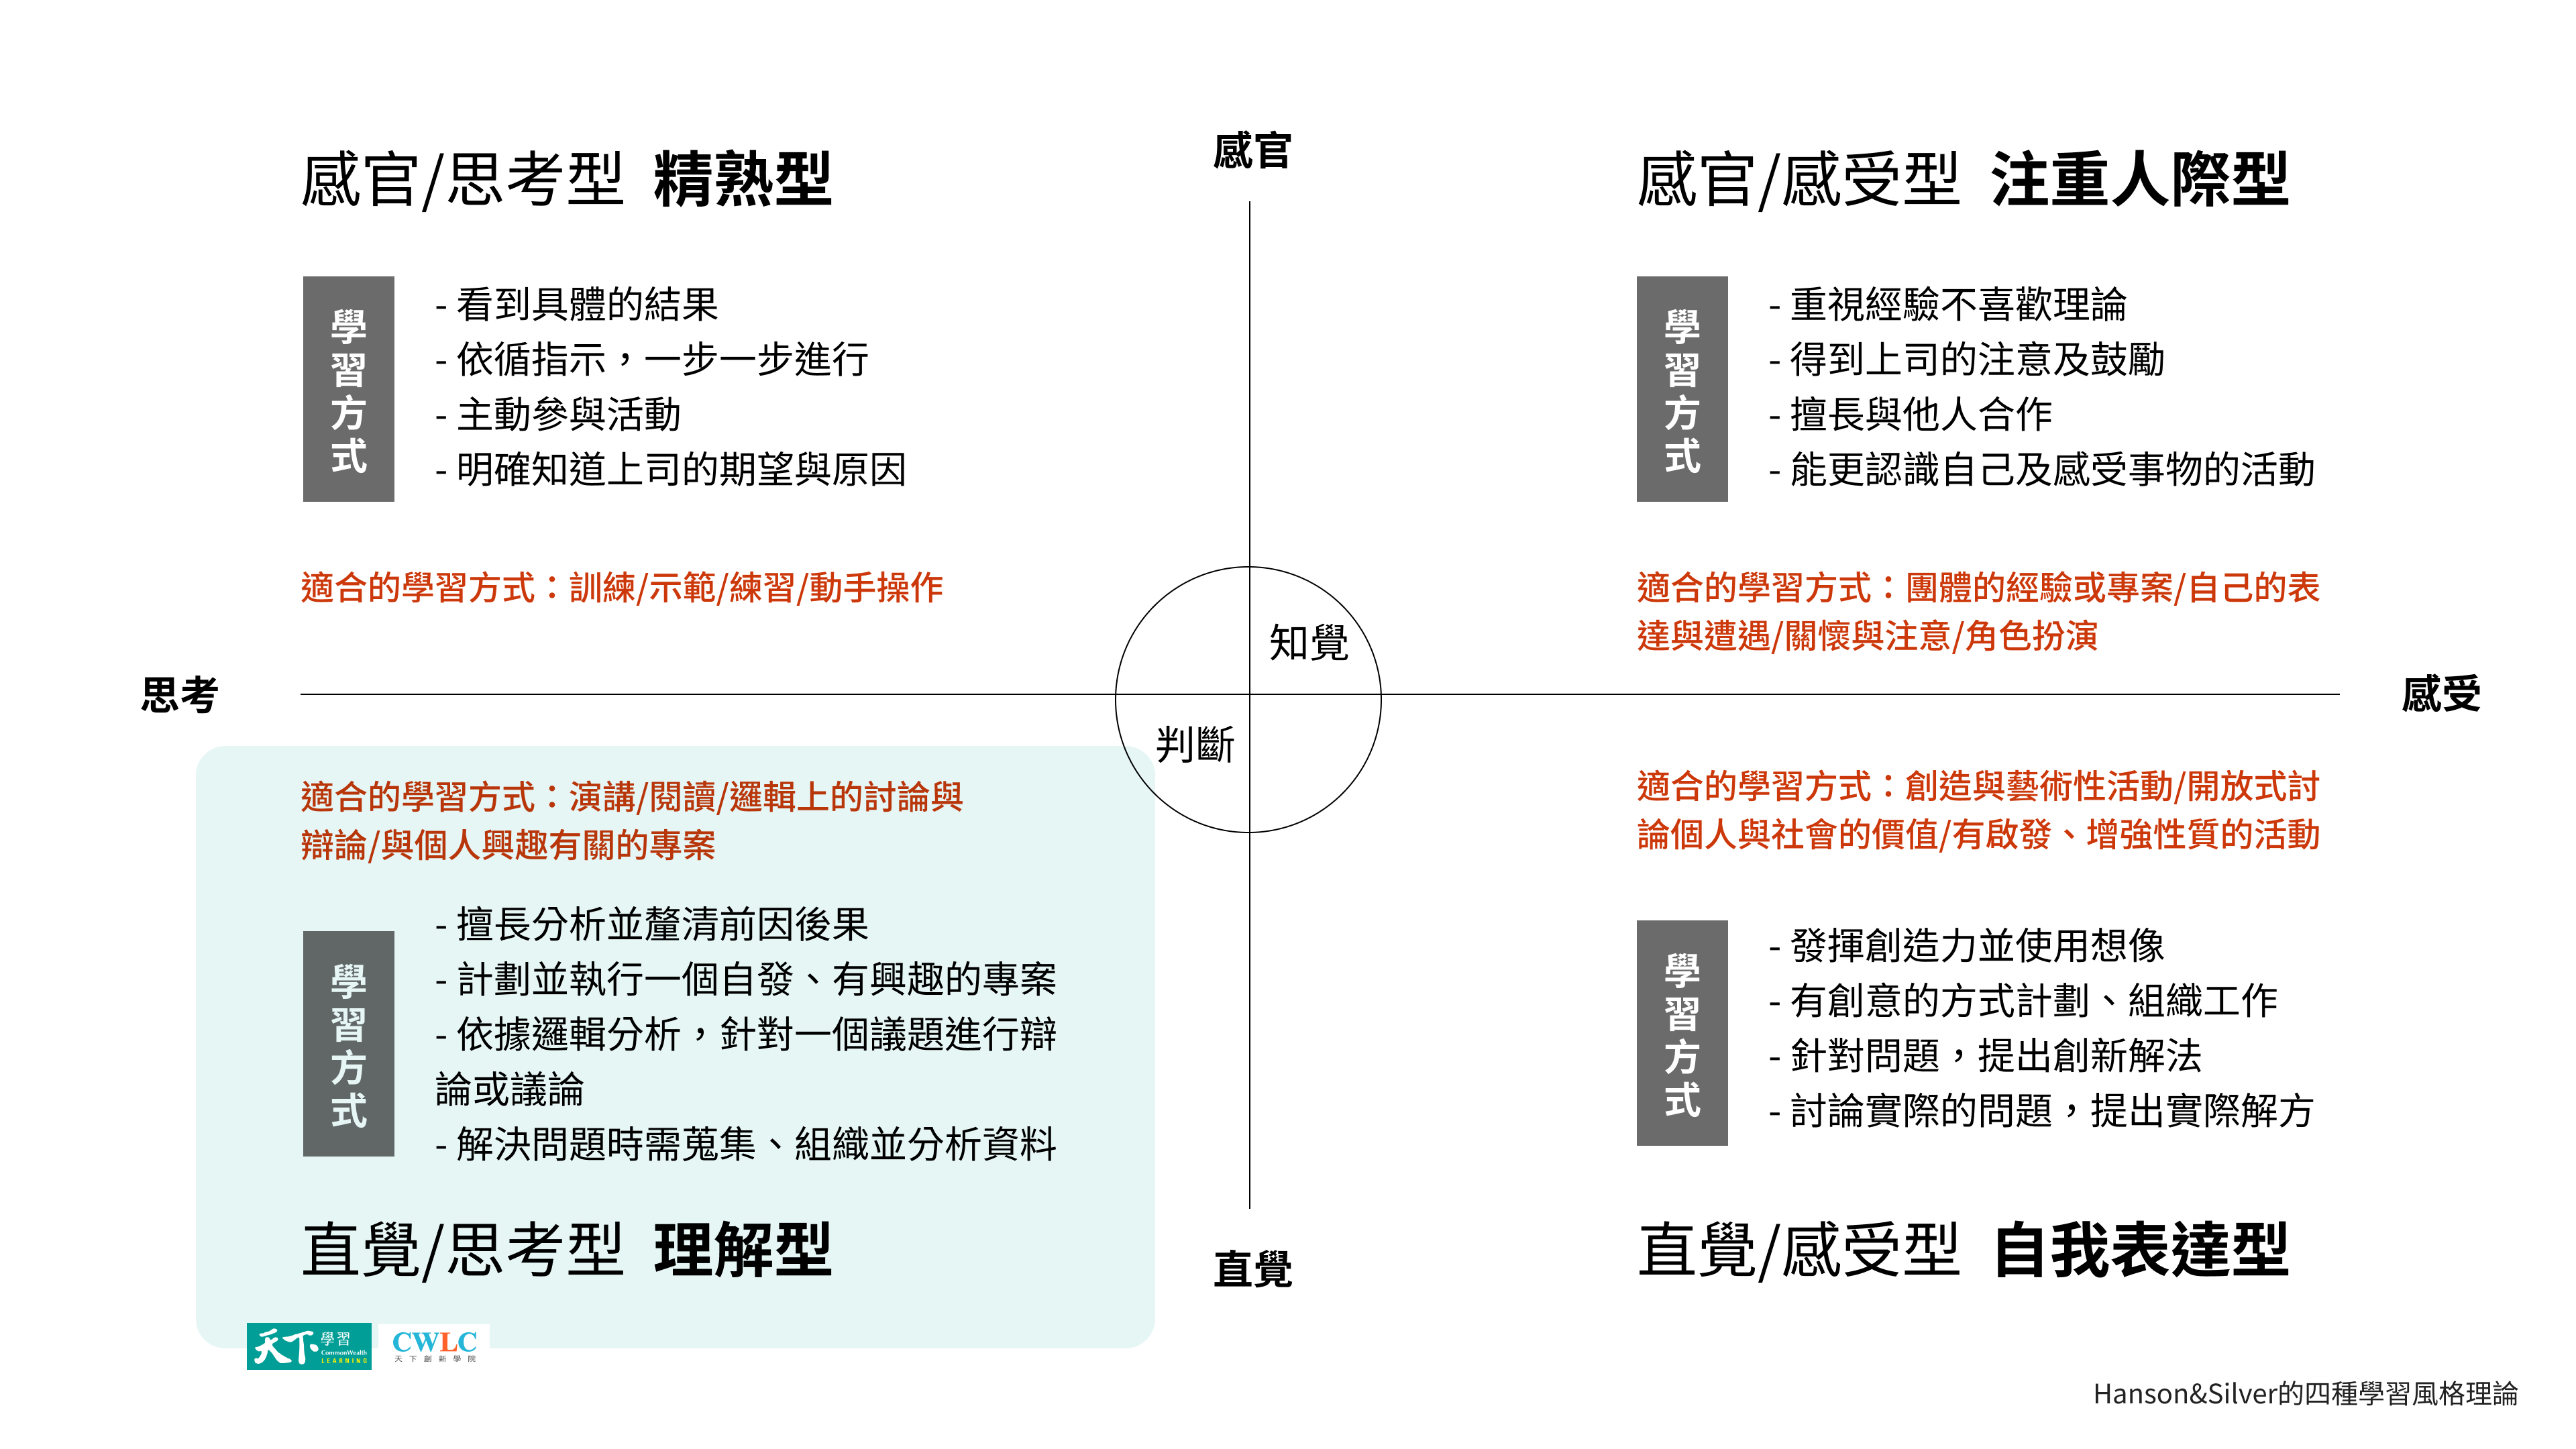 感官
感官/思考型 精熟型
學習方式
- 看到具體的結果
- 依循指示，一步一步進行
- 主動參與活動
- 明確知道上司的期望與原因
適合的學習方式：訓練/示範/練習/動手操作
感官/感受型 注重人際型
學習方式
- 重視經驗不喜歡理論
- 得到上司的注意及鼓勵
- 擅長與他人合作
- 能更認識自己及感受事物的活動
適合的學習方式：團體的經驗或專案/自己的表
達與遭遇/關懷與注意/角色扮演
知覺
思考
感受
判斷
適合的學習方式：演講/閱讀/邏輯上的討論與
辯論/與個人興趣有關的專案
學習方式
- 擅長分析並釐清前因後果
- 計劃並執行一個自發、有興趣的專案
- 依據邏輯分析，針對一個議題進行辯
論或議論
- 解決問題時需蒐集、組織並分析資料
直覺/思考型 理解型
適合的學習方式：創造與藝術性活動/開放式討
論個人與社會的價值/有啟發、增強性質的活動
學習方式
- 發揮創造力並使用想像
- 有創意的方式計劃、組織工作
- 針對問題，提出創新解法
- 討論實際的問題，提出實際解方
直覺/感受型 自我表達型
直覺
天下 學習
CommonWealth
LEARNING
CWLC
天下創新學院
Hanson&Silver的四種學習風格理論